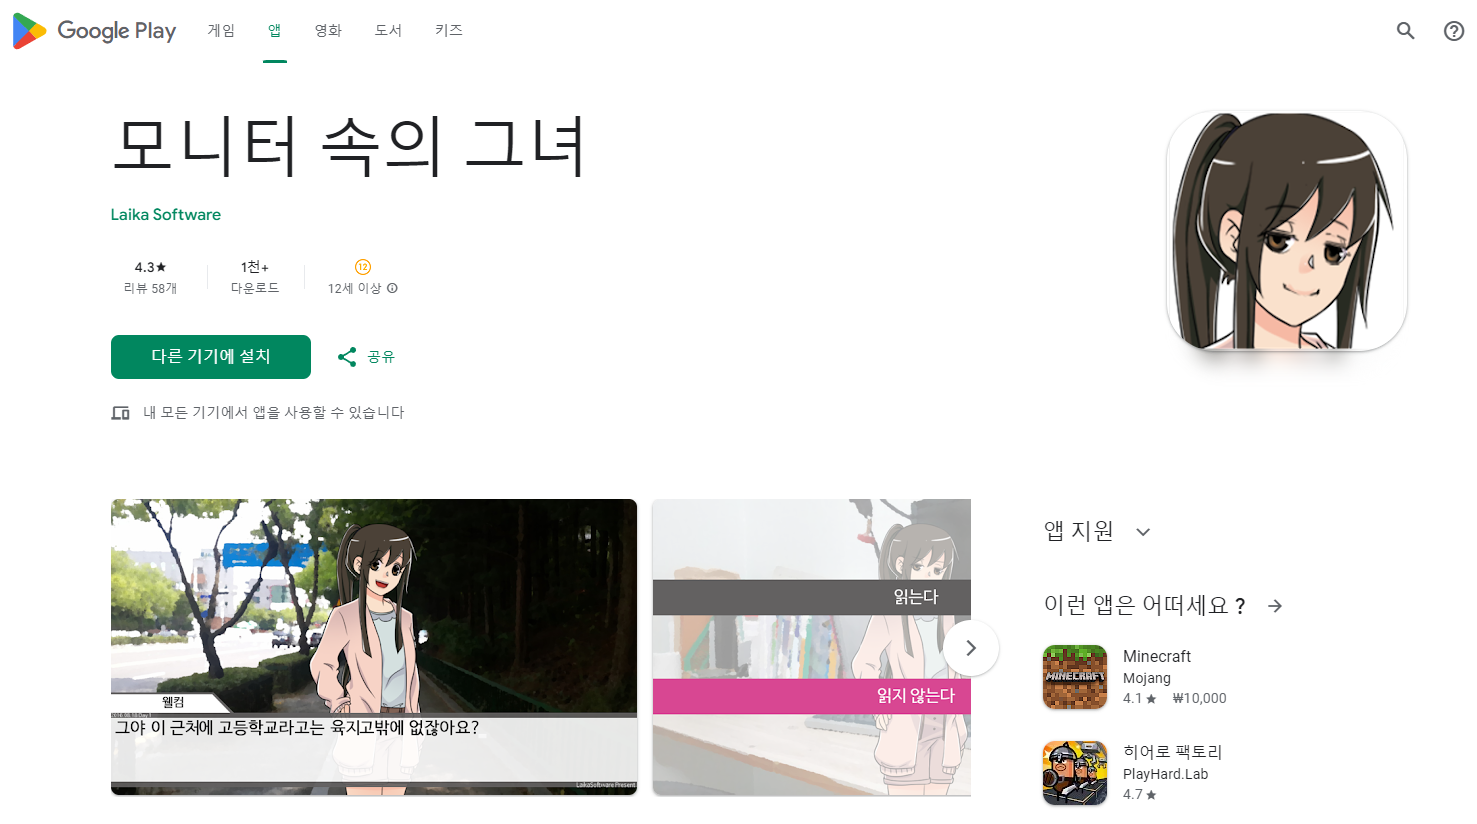 Google Play
게임
앱
영화
도서
키즈
모니터 속의 그녀
Laika Software
4.3★
리뷰 58개
1천+
다운로드
12
12세 이상
다른 기기에 설치
공유
내 모든 기기에서 앱을 사용할 수 있습니다
웰컴
그야 이 근처에 고등학교라고는 육지고밖에 없잖아요?
LaikaSoftware Present
읽는다
읽지 않는다
앱 지원
이런 앱은 어떠세요?
MINECRAFT
Minecraft
Mojang
4.1★ ₩10,000
히어로 팩토리
PlayHard.Lab
4.7★